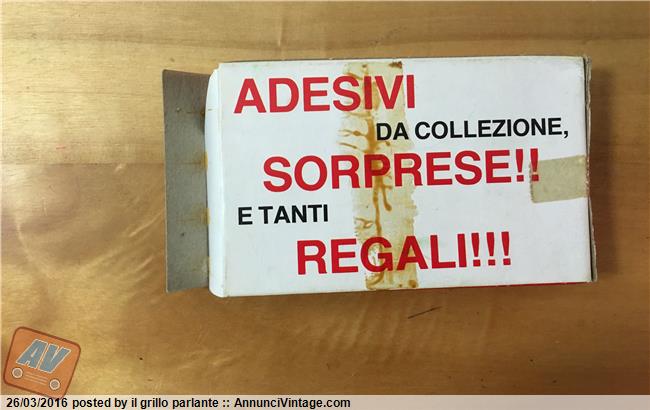 ADESIVI
DA COLLEZIONE,
SORPRESE!!
E TANTI
REGALI!!!
AV
26/03/2016 posted by il grillo parlante :: AnnunciVintage.com